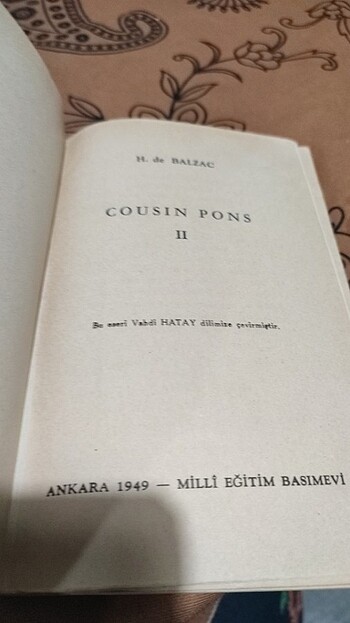 H. de BALZAC
COUSIN PONS
II
Bu eseri Vahdi HATAY dilimize çevirmiştir.
ANKARA 1949 — MİLLÎ EĞİTİM BASIMEVİ